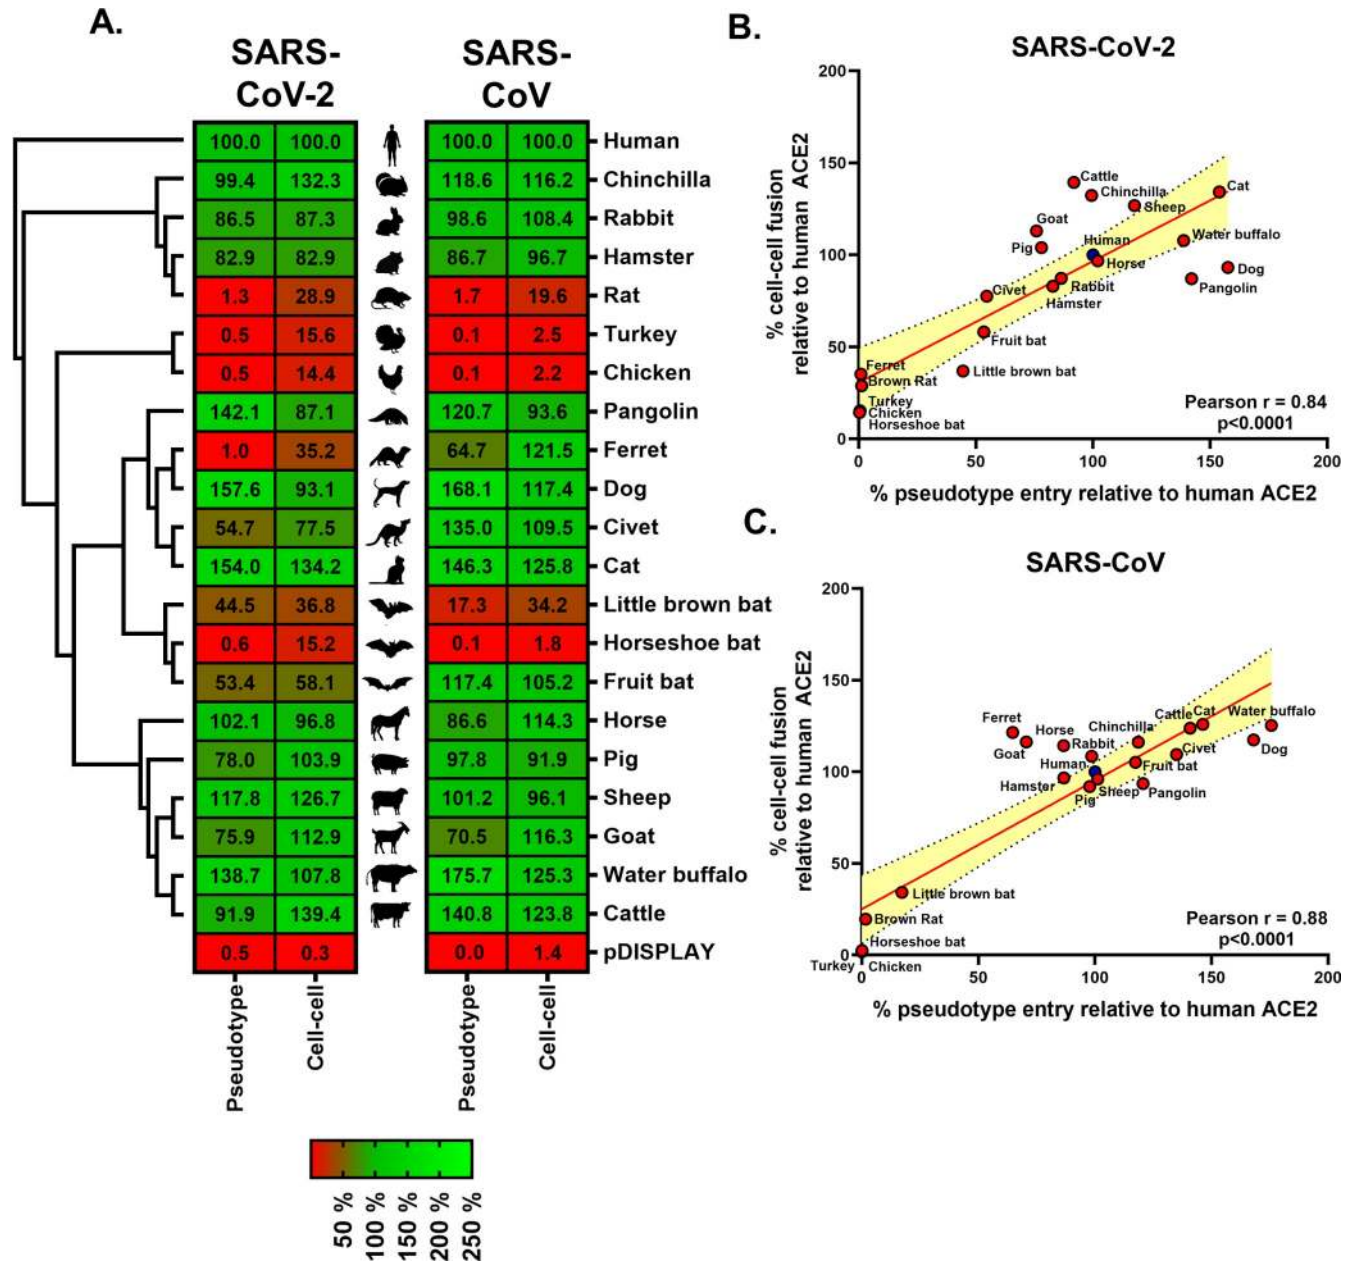 A.
SARS-
CoV-2
SARS-
CoV
100.0 100.0 100.0 100.0 Human
99.4 132.3 118.6 116.2 Chinchilla
86.5 87.3 98.6 108.4 Rabbit
82.9 82.9 86.7 96.7 Hamster
1.3 28.9 1.7 19.6 Rat
0.5 15.6 0.1 2.5 Turkey
0.5 14.4 0.1 2.2 Chicken
142.1 87.1 120.7 93.6 Pangolin
1.0 35.2 64.7 121.5 Ferret
157.6 93.1 168.1 117.4 Dog
54.7 77.5 135.0 109.5 Civet
154.0 134.2 146.3 125.8 Cat
44.5 36.8 17.3 34.2 Little brown bat
0.6 15.2 0.1 1.8 Horseshoe bat
53.4 58.1 117.4 105.2 Fruit bat
102.1 96.8 86.6 114.3 Horse
78.0 103.9 97.8 91.9 Pig
117.8 126.7 101.2 96.1 Sheep
75.9 112.9 70.5 116.3 Goat
138.7 107.8 175.7 125.3 Water buffalo
91.9 139.4 140.8 123.8 Cattle
0.5 0.3 0.0 1.4 pDISPLAY
Pseudotype
Cell-cell
Pseudotype
Cell-cell
50 %
100 %
150 %
200 %
250 %
B.
SARS-CoV-2
% cell-cell fusion
relative to human ACE2
200
150
100
50
0
Cattle
Cat
Chinchilla
Sheep
Goat
Human
Water buffalo
Pig
Horse
Dog
Civet
Rabbit
Pangolin
Hamster
Fruit bat
Ferret
Little brown bat
Brown Rat
Turkey
Chicken
Horseshoe bat
Pearson r = 0.84
p<0.0001
0 50 100 150 200
% pseudotype entry relative to human ACE2
C.
SARS-CoV
% cell-cell fusion
relative to human ACE2
200
150
100
50
0
Ferret
Horse
Chinchilla
Cattle
Cat
Water buffalo
Goat
Rabbit
Civet
Dog
Human
Fruit bat
Hamster
Pig
Sheep
Pangolin
Little brown bat
Brown Rat
Horseshoe bat
Turkey
Chicken
Pearson r = 0.88
p<0.0001
50 100 150 200
% pseudotype entry relative to human ACE2